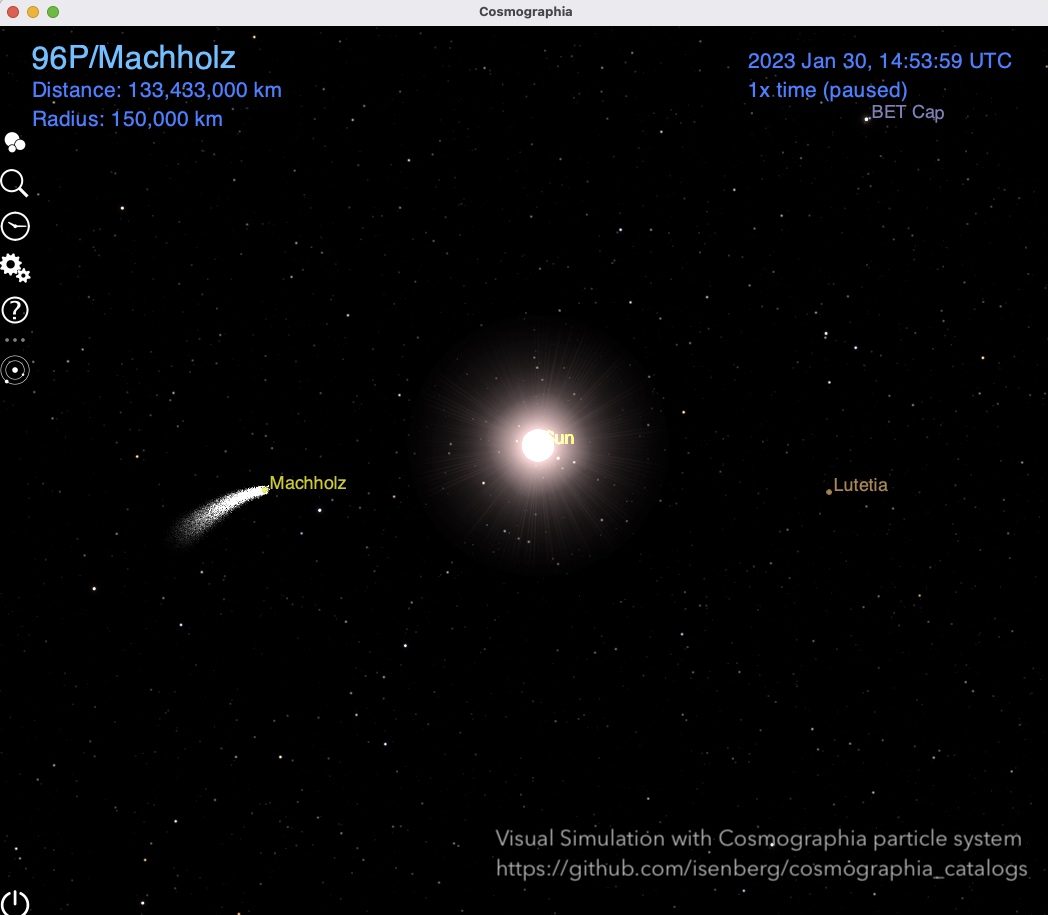 Cosmographia
96P/Machholz
Distance: 133,433,000 km
Radius: 150,000 km
2023 Jan 30, 14:53:59 UTC
1x time (paused)
BET Cap
Sun
Machholz
Lutetia
Visual Simulation with Cosmographia particle system
https://github.com/isenberg/cosmographia_catalogs